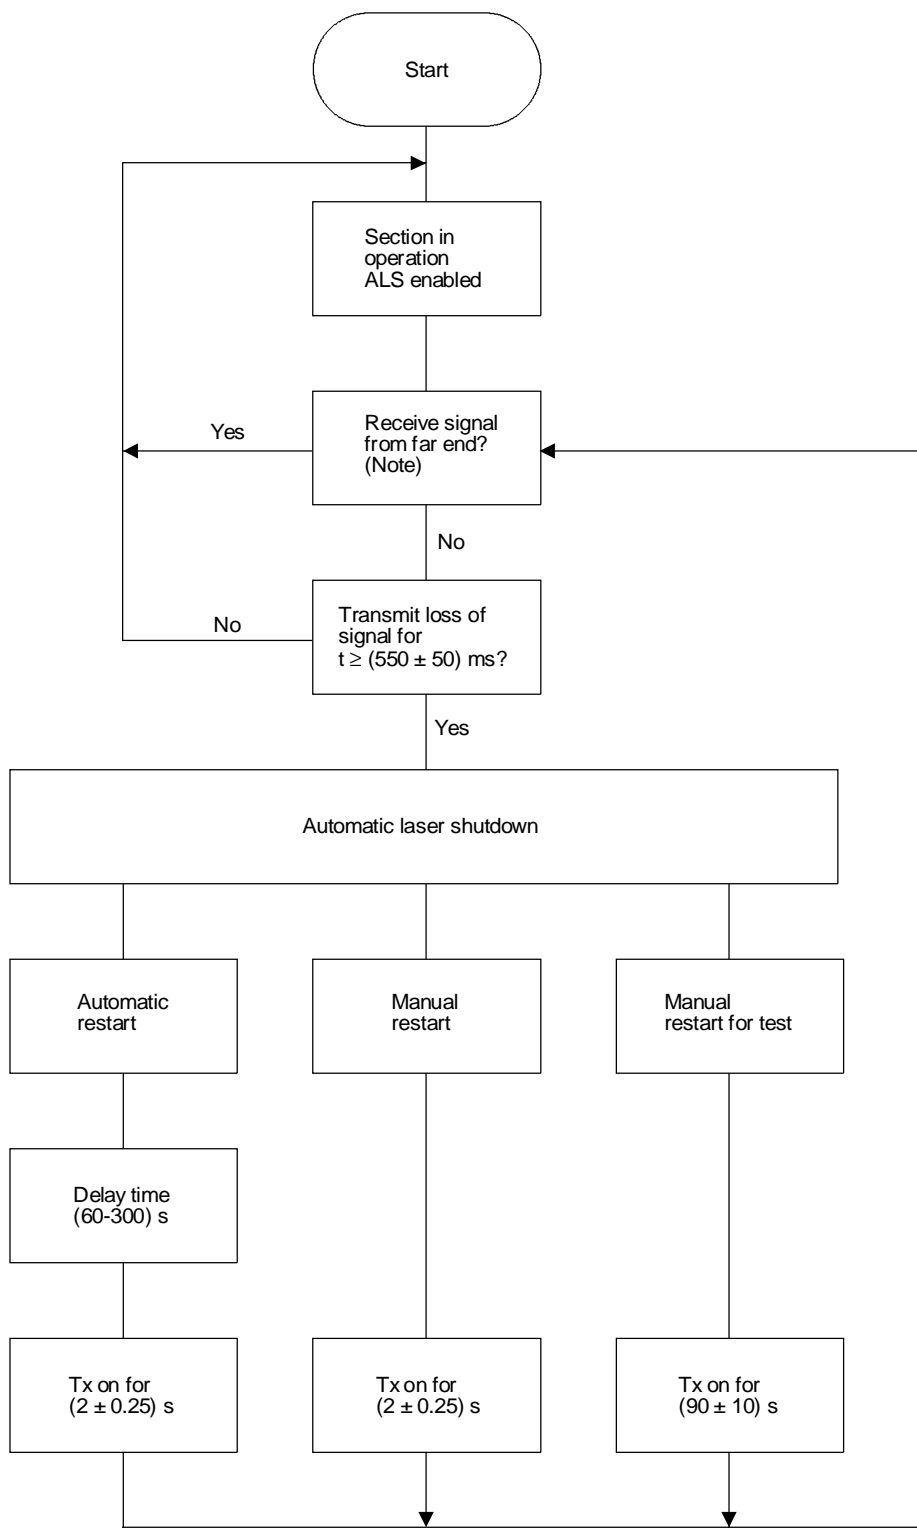 Start
Section in
operation
ALS enabled
Receive signal
from far end?
(Note)
Yes
No
Transmit loss of
signal for
t ≥ (550 ± 50) ms?
No
Yes
Automatic laser shutdown
Automatic
restart
Manual
restart
Manual
restart for test
Delay time
(60-300) s
Tx on for
(2 ± 0.25) s
Tx on for
(2 ± 0.25) s
Tx on for
(90 ± 10) s